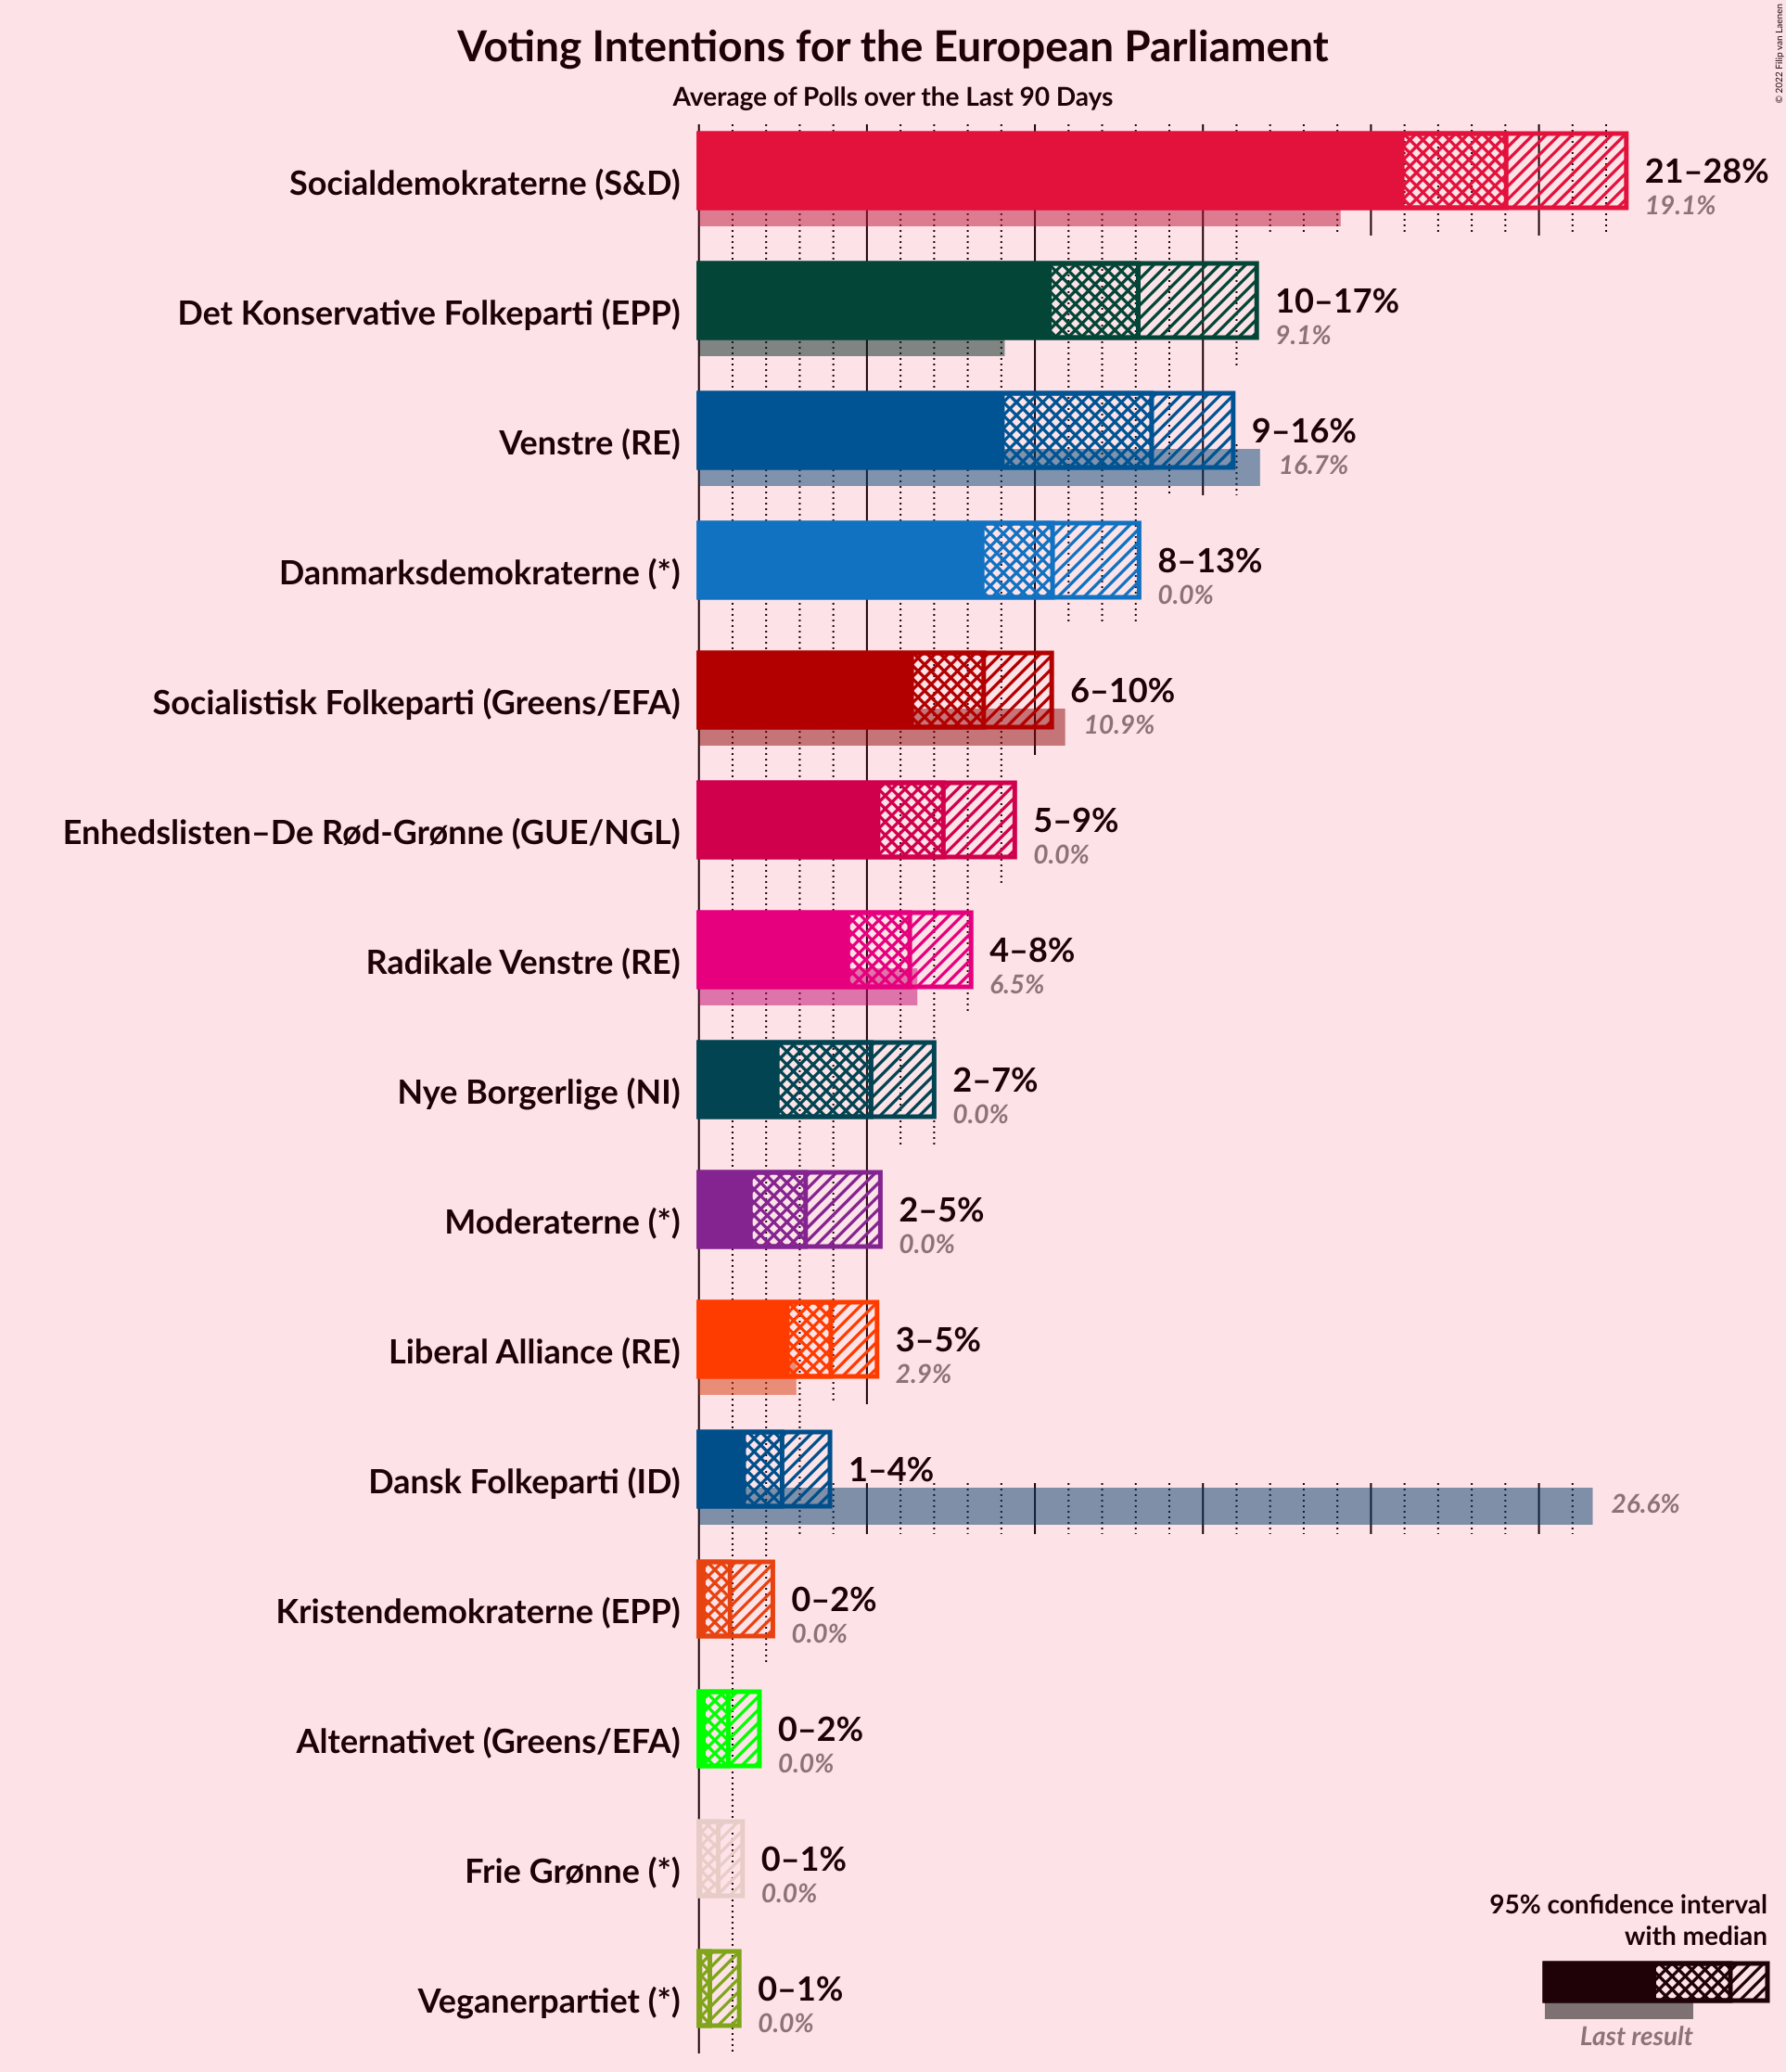 © 2022 Filip van Laenen
Voting Intentions for the European Parliament
Average of Polls over the Last 90 Days
Socialdemokraterne (S&D)
21–28%
19.1%
Det Konservative Folkeparti (EPP)
10–17%
9.1%
Venstre (RE)
9–16%
16.7%
Danmarksdemokraterne (*)
8–13%
0.0%
Socialistisk Folkeparti (Greens/EFA)
6–10%
10.9%
Enhedslisten–De Rød-Grønne (GUE/NGL)
5–9%
0.0%
Radikale Venstre (RE)
4–8%
6.5%
Nye Borgerlige (NI)
2–7%
0.0%
Moderaterne (*)
2–5%
0.0%
Liberal Alliance (RE)
3–5%
2.9%
Dansk Folkeparti (ID)
1–4%
26.6%
Kristendemokraterne (EPP)
0–2%
0.0%
Alternativet (Greens/EFA)
0–2%
0.0%
Frie Grønne (*)
0–1%
0.0%
Veganerpartiet (*)
0–1%
0.0%
95% confidence interval
with median
Last result